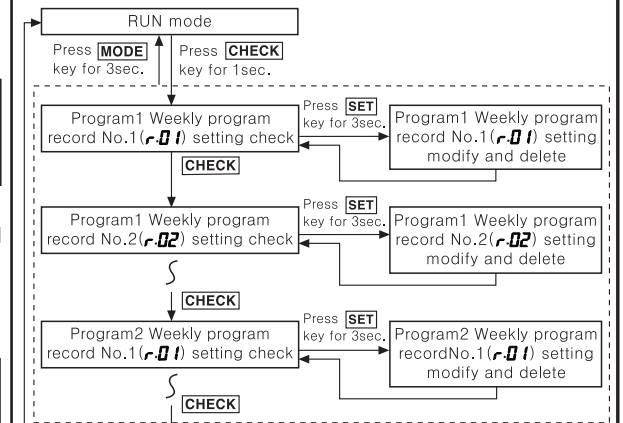 RUN mode
Press MODE
key for 3sec.
Press CHECK
key for 1sec.
Program1 Weekly program
record No.1(r.01) setting check
Press SET
key for 3sec.
Program1 Weekly program
record No.1(r.01) setting
modify and delete
CHECK
Program1 Weekly program
record No.2(r.02) setting check
Press SET
key for 3sec.
Program1 Weekly program
record No.2(r.02) setting
modify and delete
CHECK
Program2 Weekly program
record No.1(r.01) setting check
Press SET
key for 3sec.
Program2 Weekly program
recordNo.1(r.01) setting
modify and delete
CHECK